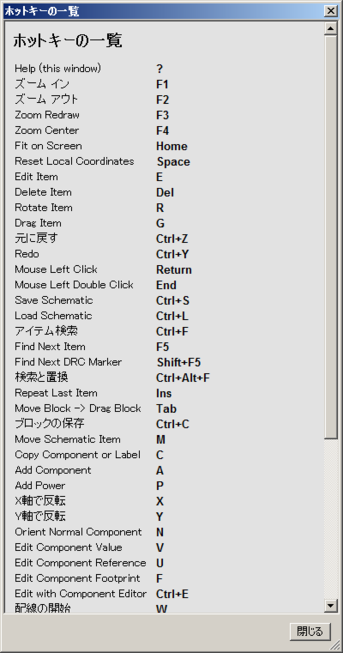 ホットキーの一覧
ホットキーの一覧
Help (this window) ?
ズーム イン F1
ズーム アウト F2
Zoom Redraw F3
Zoom Center F4
Fit on Screen Home
Reset Local Coordinates Space
Edit Item E
Delete Item Del
Rotate Item R
Drag Item G
元に戻す Ctrl+Z
Redo Ctrl+Y
Mouse Left Click Return
Mouse Left Double Click End
Save Schematic Ctrl+S
Load Schematic Ctrl+L
アイテム検索 Ctrl+F
Find Next Item F5
Find Next DRC Marker Shift+F5
検索と置換 Ctrl+Alt+F
Repeat Last Item Ins
Move Block -> Drag Block Tab
ブロックの保存 Ctrl+C
Move Schematic Item M
Copy Component or Label C
Add Component A
Add Power P
X軸で反転 X
Y軸で反転 Y
Orient Normal Component N
Edit Component Value V
Edit Component Reference U
Edit Component Footprint F
Edit with Component Editor Ctrl+E
配線の開始 W
閉じる